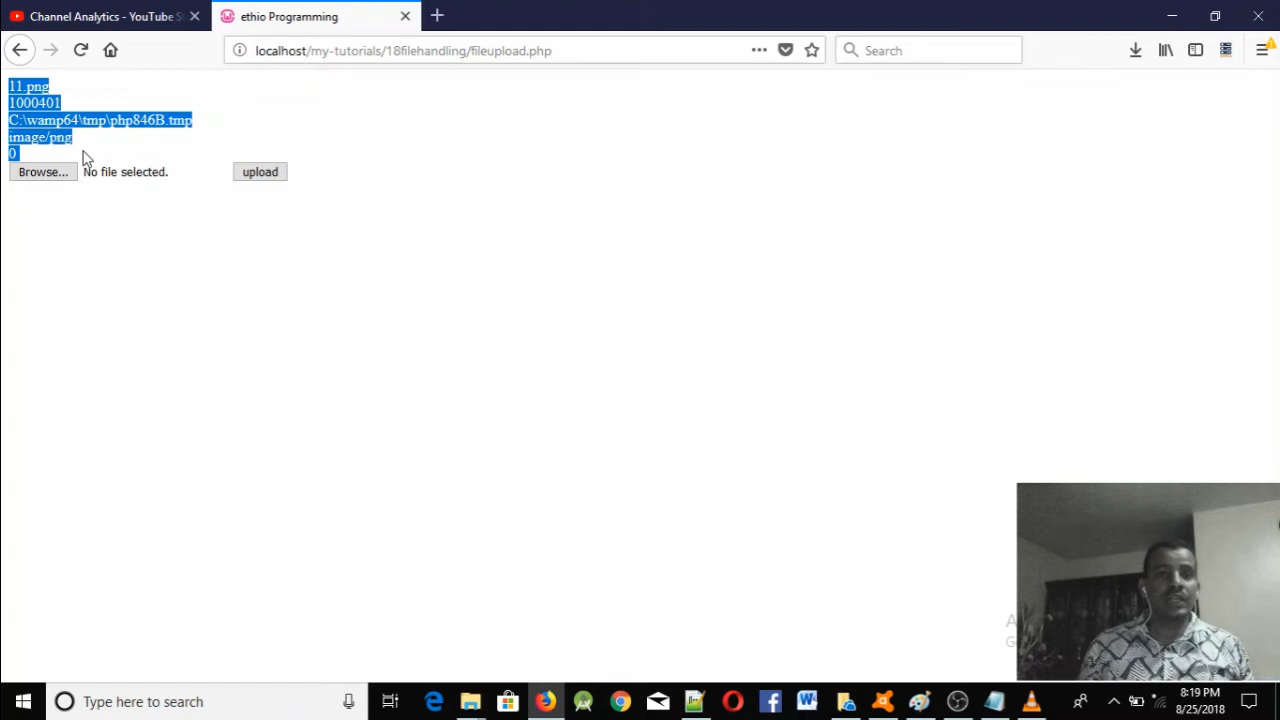 Channel Analytics - YouTube S
ethio Programming
localhost/my-tutorials/18filehandling/fileupload.php
Search
11.png
1000401
C:\wamp64\tmp\php846B.tmp
image/png
0
Browse... No file selected. upload
Type here to search
8:19 PM
8/25/2018